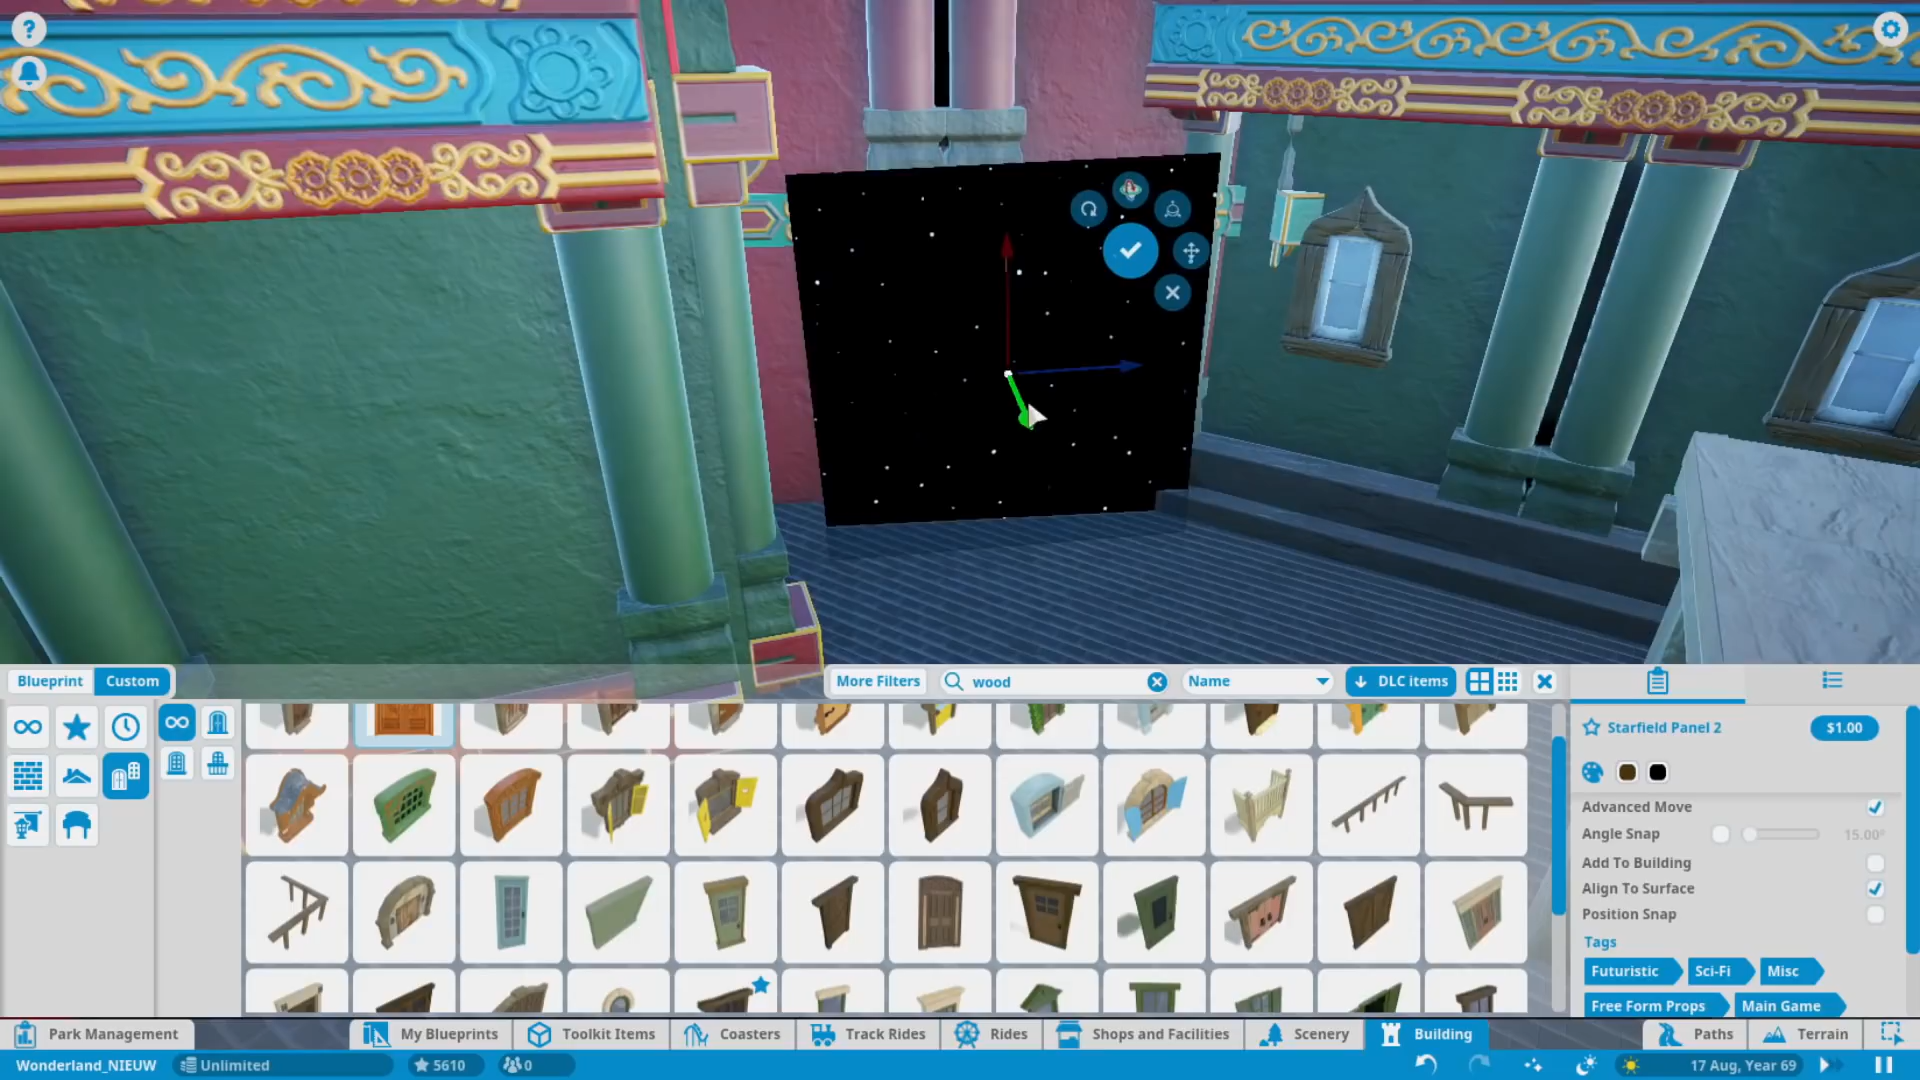 ?
Blueprint
Custom
More Filters
wood
Name
DLC items
Starfield Panel 2
$1.00
Advanced Move
Angle Snap
15.00°
Add To Building
Align To Surface
Position Snap
Tags
Futuristic
Sci-Fi
Misc
Free Form Props
Main Game
Park Management
My Blueprints
Toolkit Items
Coasters
Track Rides
Rides
Shops and Facilities
Scenery
Building
Paths
Terrain
Wonderland_NIEUW
Unlimited
5610
0
17 Aug, Year 69